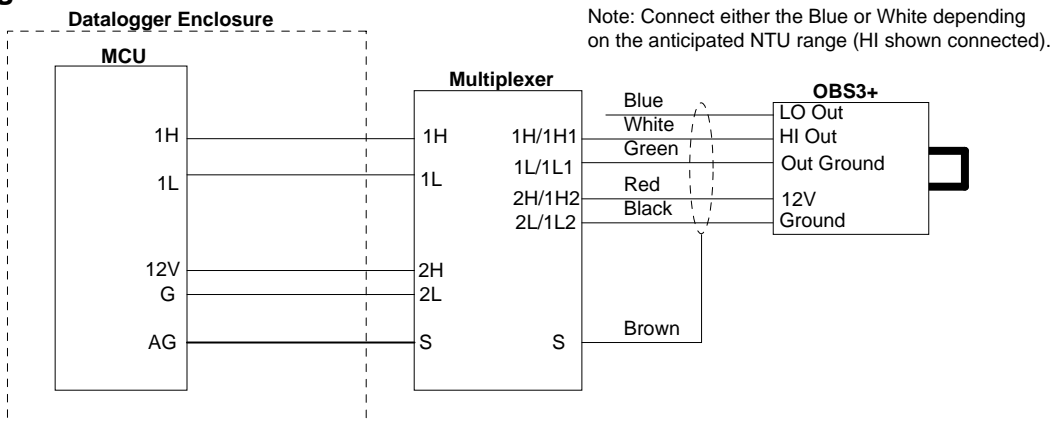 Datalogger Enclosure
Note: Connect either the Blue or White depending
on the anticipated NTU range (HI shown connected).
MCU
Multiplexer
OBS3+
1H
1L
12V
G
AG
1H
1L
2H
2L
S
1H/1H1
1L/1L1
2H/1H2
2L/1L2
S
Blue
White
Green
Red
Black
Brown
LO Out
HI Out
Out Ground
12V
Ground